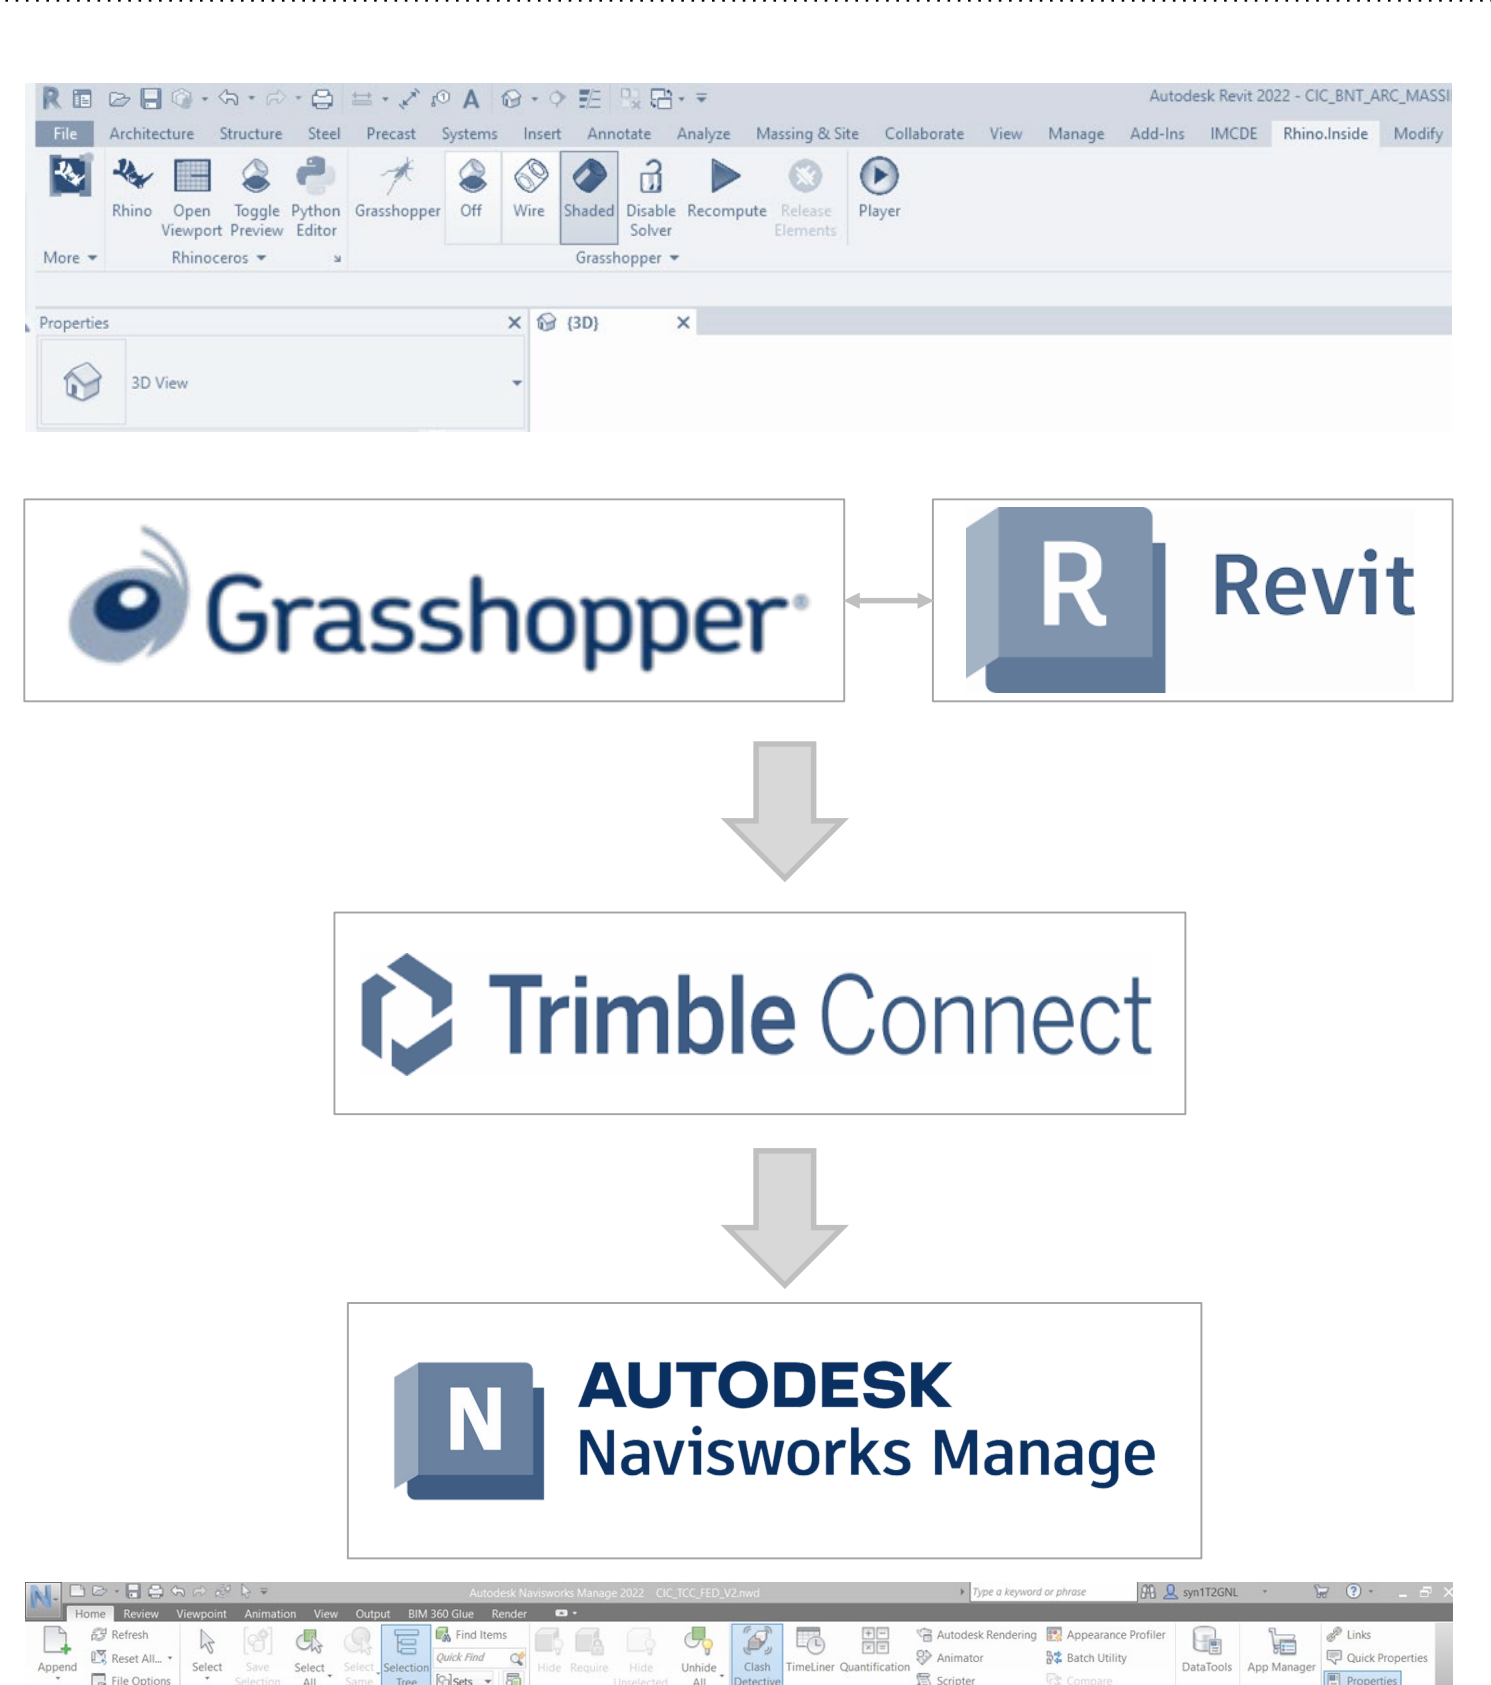 Autodesk Revit 2022 - CIC_BNT_ARC_MASSI
File Architecture Structure Steel Precast Systems Insert Annotate Analyze Massing & Site Collaborate View Manage Add-Ins IMCDE Rhino.Inside Modify
Rhino Open Viewport Toggle Preview Python Editor Grasshopper Off Wire Shaded Disable Solver Recompute Release Elements Player
More Rhinoceros Grasshopper
Properties {3D}
3D View
Grasshopper®
R Revit
Trimble Connect
N AUTODESK
Navisworks Manage
N Autodesk Navisworks Manage 2022 CIC_TCC_FED_V2.nwd Type a keyword or phrase syn1T2GNL
Home Review Viewpoint Animation View Output BIM 360 Glue Render
Refresh Find Items Autodesk Rendering Appearance Profiler Links
Reset All... Quick Find Animator Batch Utility Quick Properties
Append Select Save Selection Select All Select Same Selection Tree Hide Require Hide Unselected Unhide All Clash Detective TimeLiner Quantification DataTools App Manager
File Options Sets Scripter Compare Properties